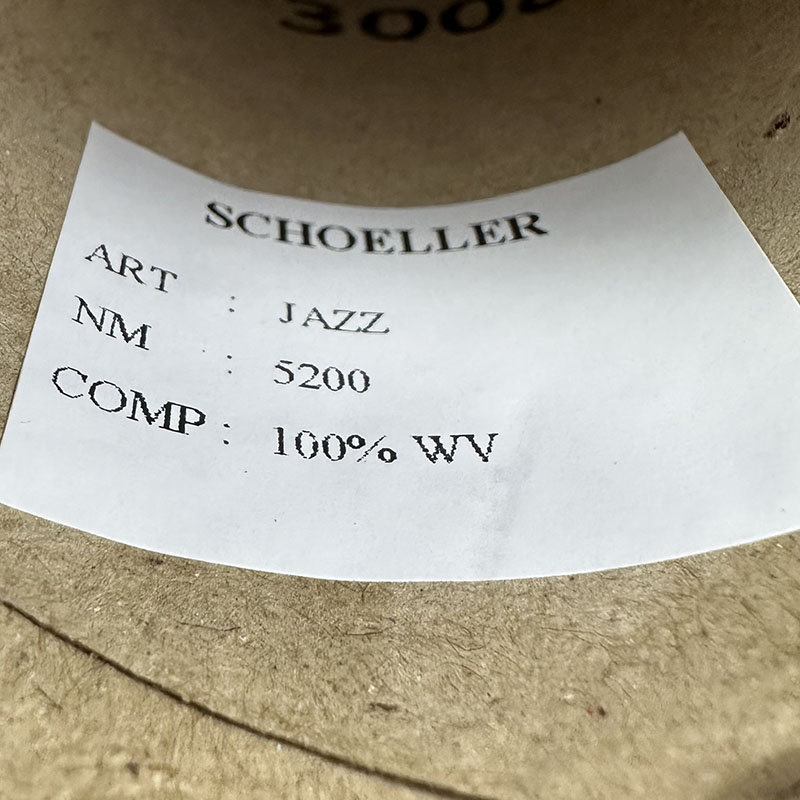 SCHOELLER
ART : JAZZ
NM : 5200
COMP : 100% WV